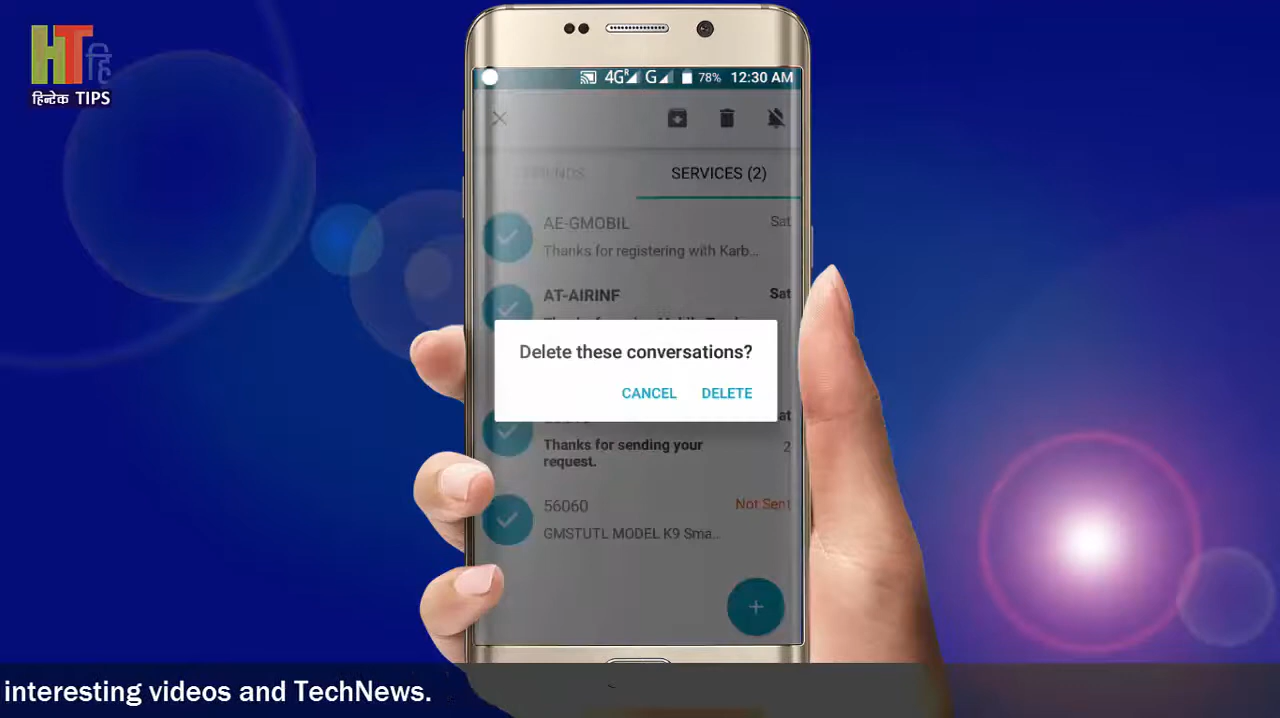 HT हि
हिन्टेक TIPS
4G R G 78% 12:30 AM
SERVICES (2)
AE-GMOBIL Sat
Thanks for registering with Karb...
AT-AIRINF Sat
Delete these conversations?
CANCEL DELETE
Thanks for sending your 2
request.
56060 Not Sent
GMSTUTL MODEL K9 Sma..
interesting videos and TechNews.